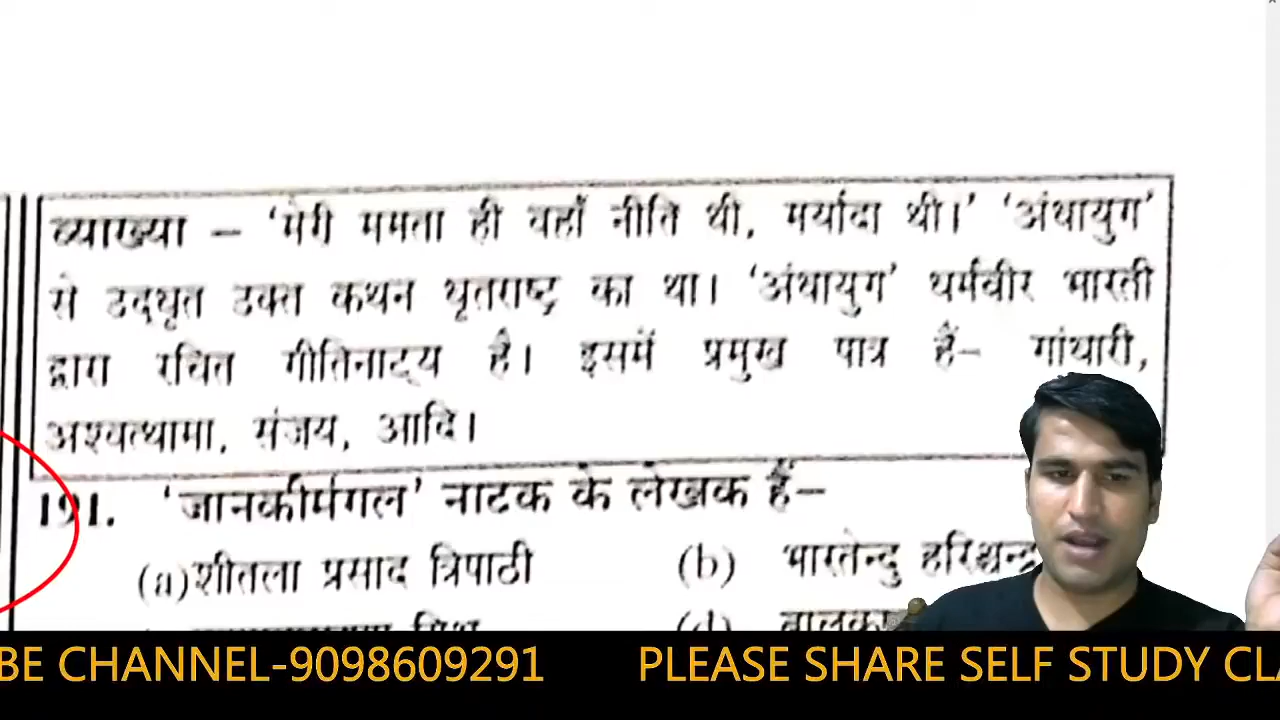 व्याख्या – ‘मेरी ममता ही वहाँ नीति थी, मर्यादा थी।’ ‘अंधायुग’
से उद्धृत उक्त कथन धृतराष्ट्र का था। ‘अंधायुग’ धर्मवीर भारती
द्वारा रचित गीतिनाट्य है। इसमें प्रमुख पात्र हैं– गांधारी,
अश्वत्थामा, संजय, आदि।
191. ‘जानकीमंगल’ नाटक के लेखक हैं–
(a) शीतला प्रसाद त्रिपाठी (b) भारतेन्दु हरिश्चन्द्र
(d)
BE CHANNEL-9098609291 PLEASE SHARE SELF STUDY CLA